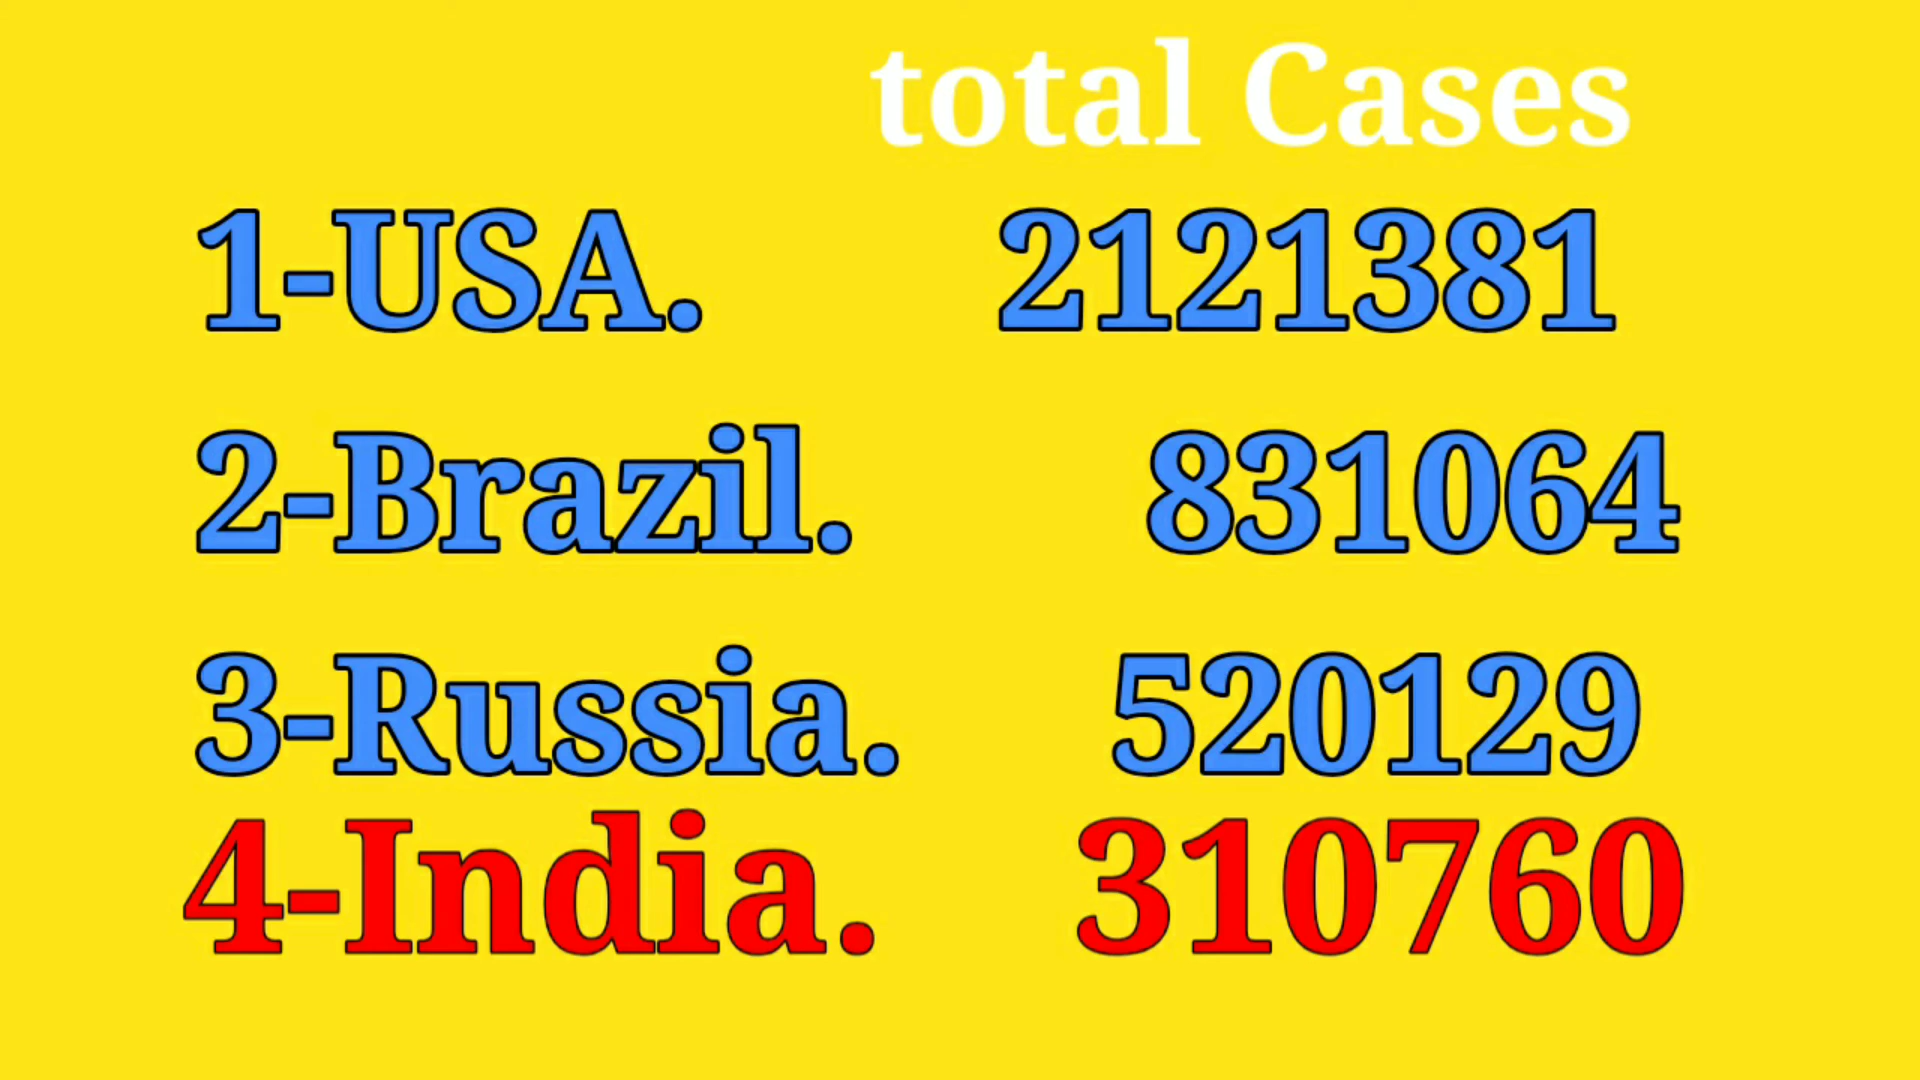 total Cases
1-USA. 2121381
2-Brazil. 831064
3-Russia. 520129
4-India. 310760